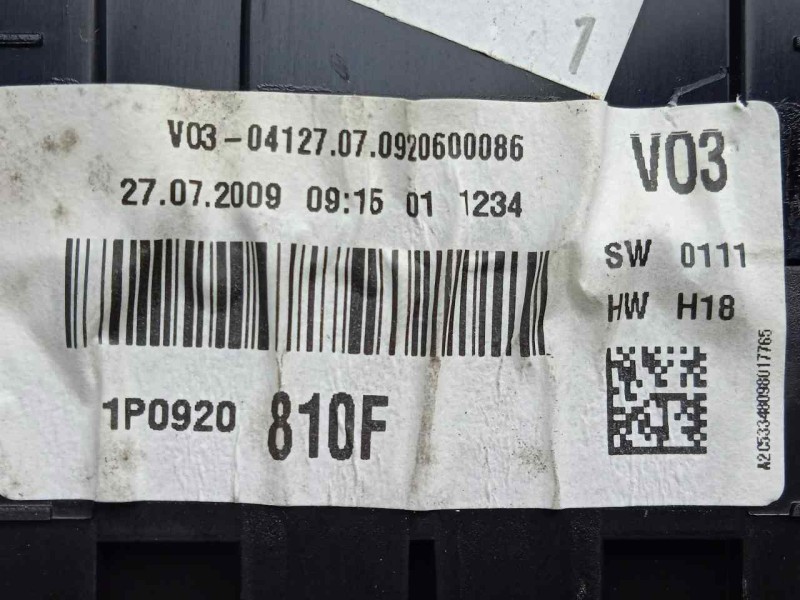 1
V03-04127.07.0920600086
27.07.2009 09:15 01 1234
V03
SW 0111
HW H18
1P0920 810F
A2C53348098017765